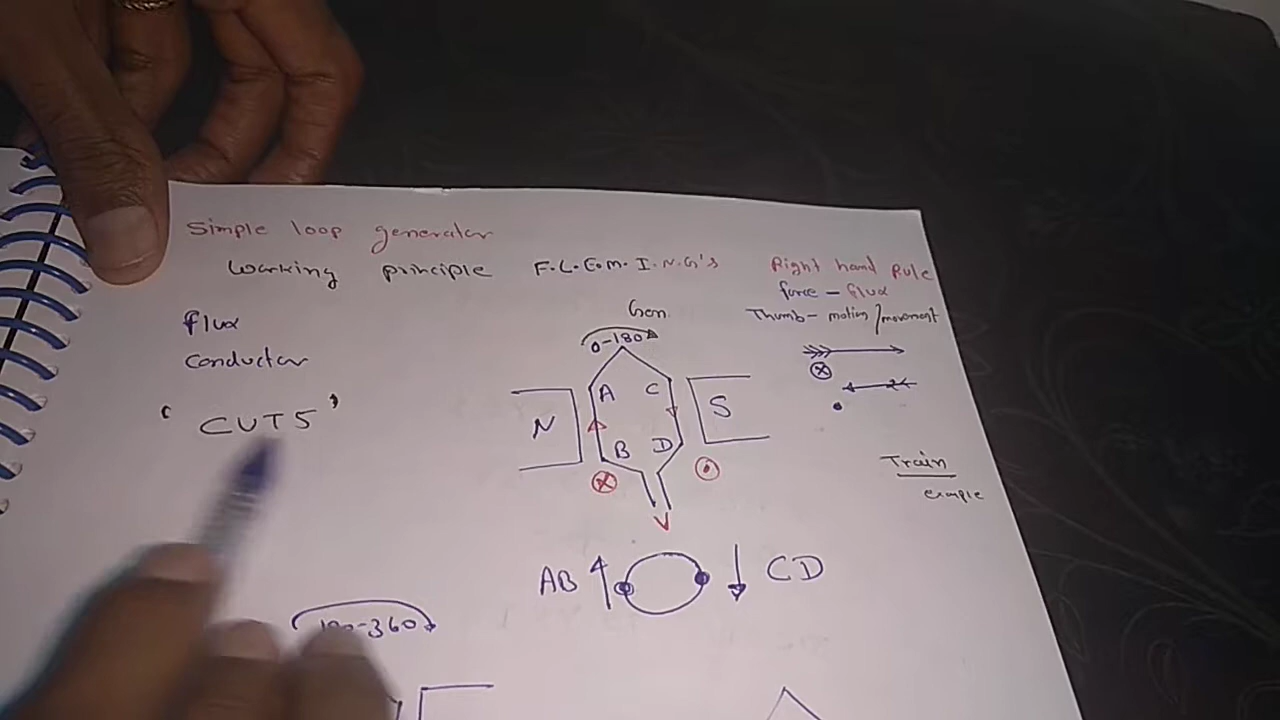 Simple loop generator
Working principle F.L.E.M.I.N.G's Right hand Rule
force - flux
Thumb - motion/movement
flux
conductor
'CUTS'
Gen
0-180
A C
N S
B D
Train
example
AB CD
180-360